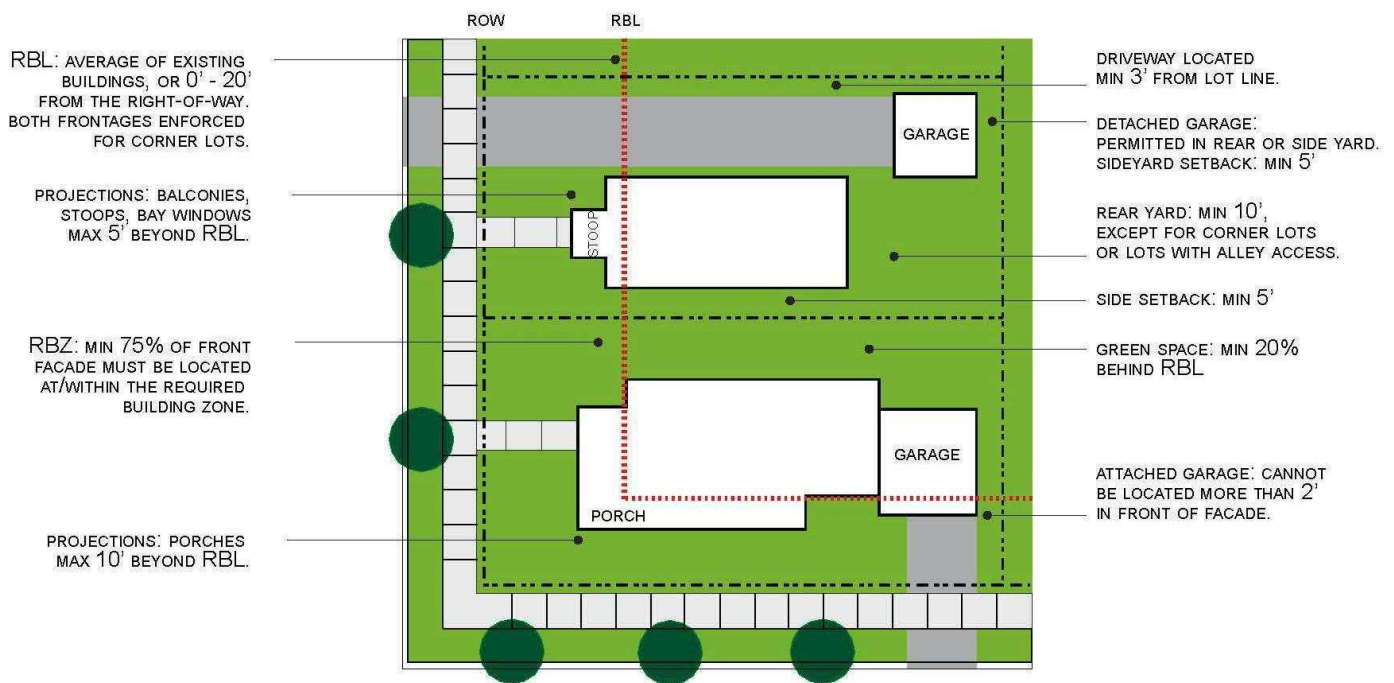 ROW
RBL
RBL: AVERAGE OF EXISTING
BUILDINGS, OR 0' - 20'
FROM THE RIGHT-OF-WAY.
BOTH FRONTAGES ENFORCED
FOR CORNER LOTS.
PROJECTIONS: BALCONIES,
STOOPS, BAY WINDOWS
MAX 5' BEYOND RBL.
RBZ: MIN 75% OF FRONT
FACADE MUST BE LOCATED
AT/WITHIN THE REQUIRED
BUILDING ZONE.
PROJECTIONS: PORCHES
MAX 10' BEYOND RBL.
GARAGE
STOOP
GARAGE
PORCH
DRIVEWAY LOCATED
MIN 3' FROM LOT LINE.
DETACHED GARAGE:
PERMITTED IN REAR OR SIDE YARD.
SIDEYARD SETBACK: MIN 5'
REAR YARD: MIN 10',
EXCEPT FOR CORNER LOTS
OR LOTS WITH ALLEY ACCESS.
SIDE SETBACK: MIN 5'
GREEN SPACE: MIN 20%
BEHIND RBL
ATTACHED GARAGE: CANNOT
BE LOCATED MORE THAN 2'
IN FRONT OF FACADE.